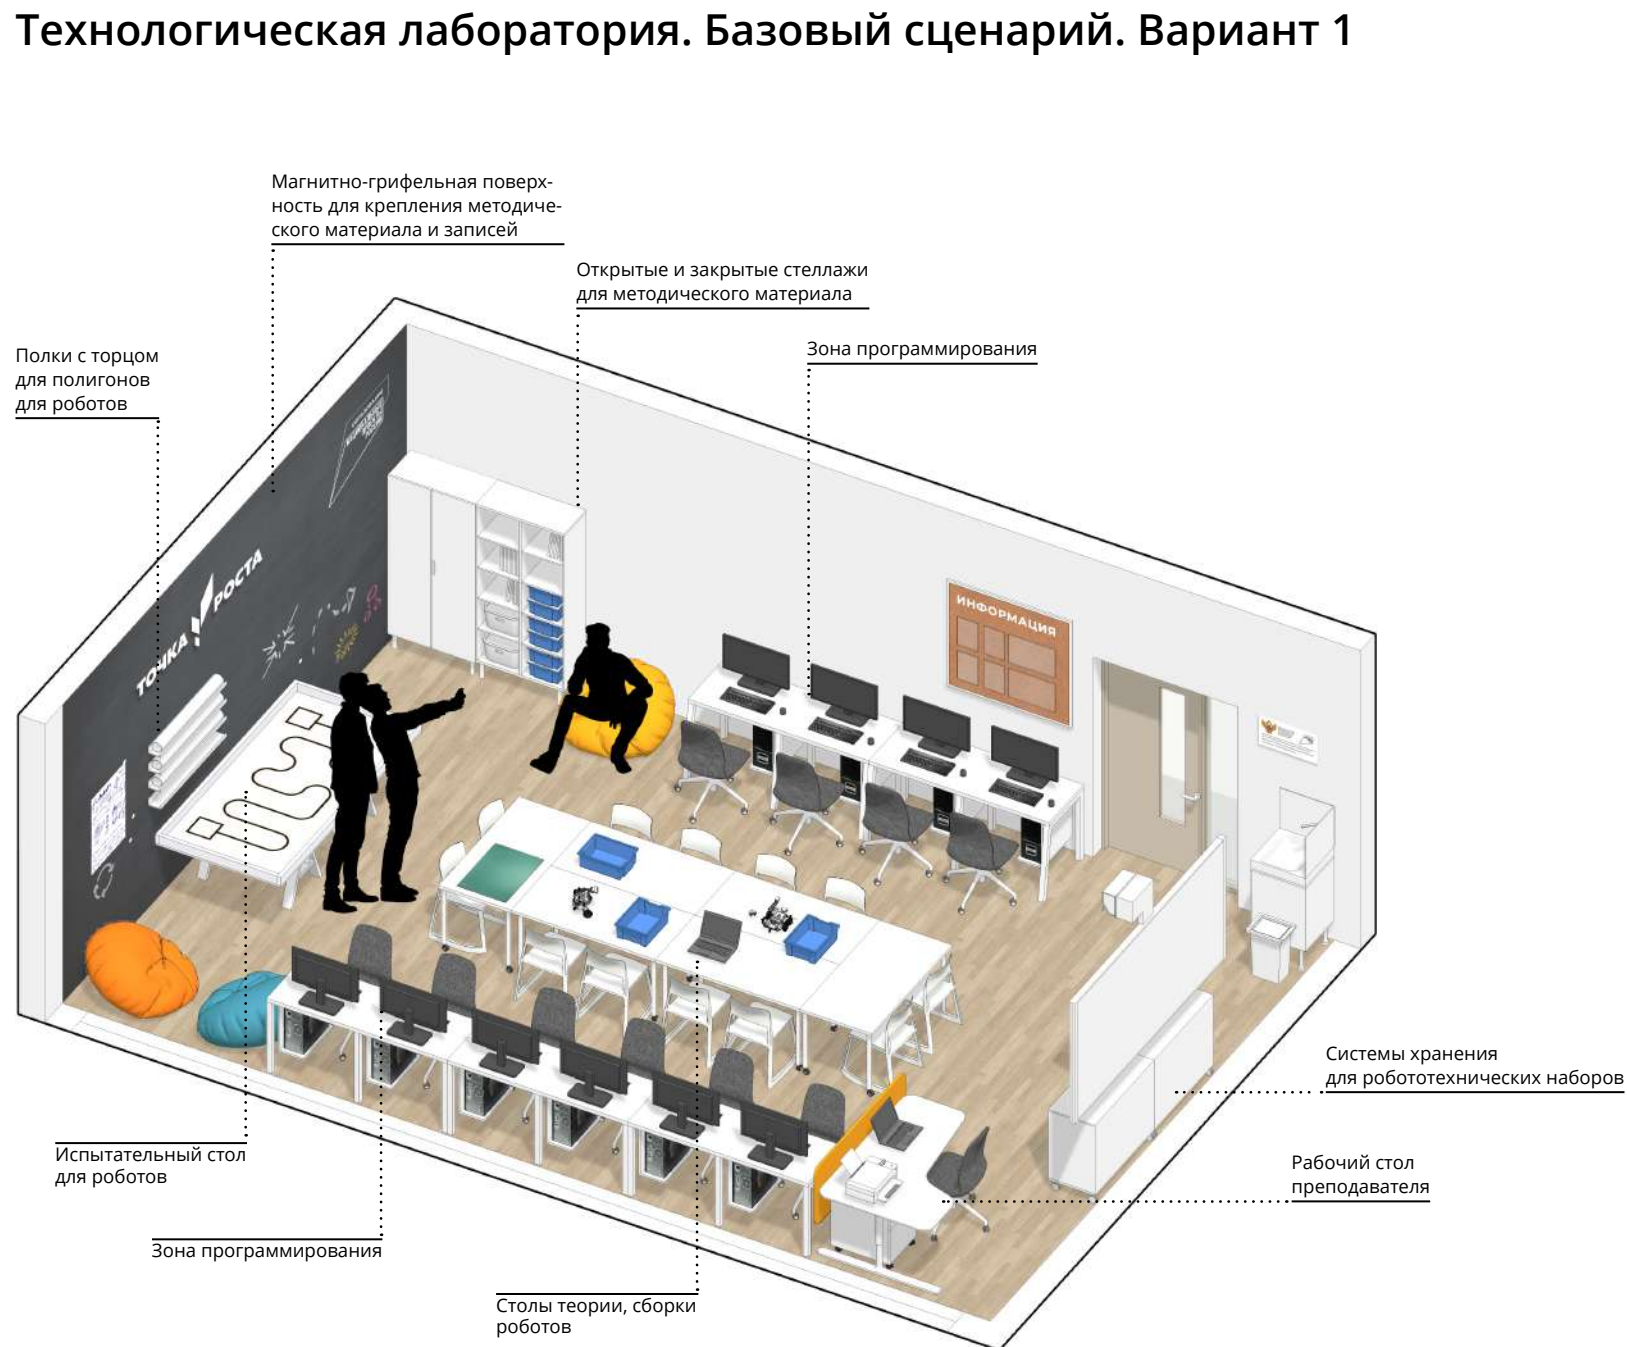 Технологическая лаборатория. Базовый сценарий. Вариант 1
Магнитно-грифельная поверх-
ность для крепления методиче-
ского материала и записей
Открытые и закрытые стеллажи
для методического материала
Зона программирования
Полки с торцом
для полигонов
для роботов
ТОЧКА РОСТА
ИНФОРМАЦИЯ
Системы хранения
для робототехнических наборов
Испытательный стол
для роботов
Рабочий стол
преподавателя
Зона программирования
Столы теории, сборки
роботов